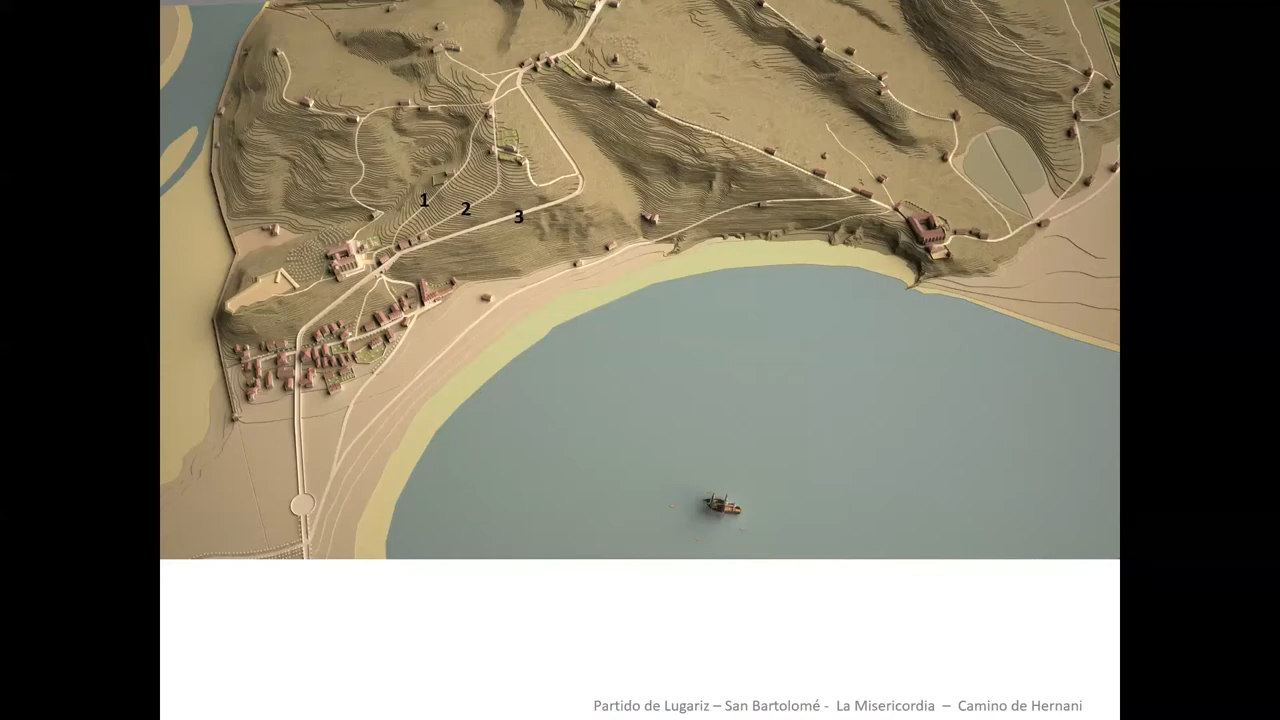 1
2
3
Partido de Lugariz – San Bartolomé - La Misericordia – Camino de Hernani